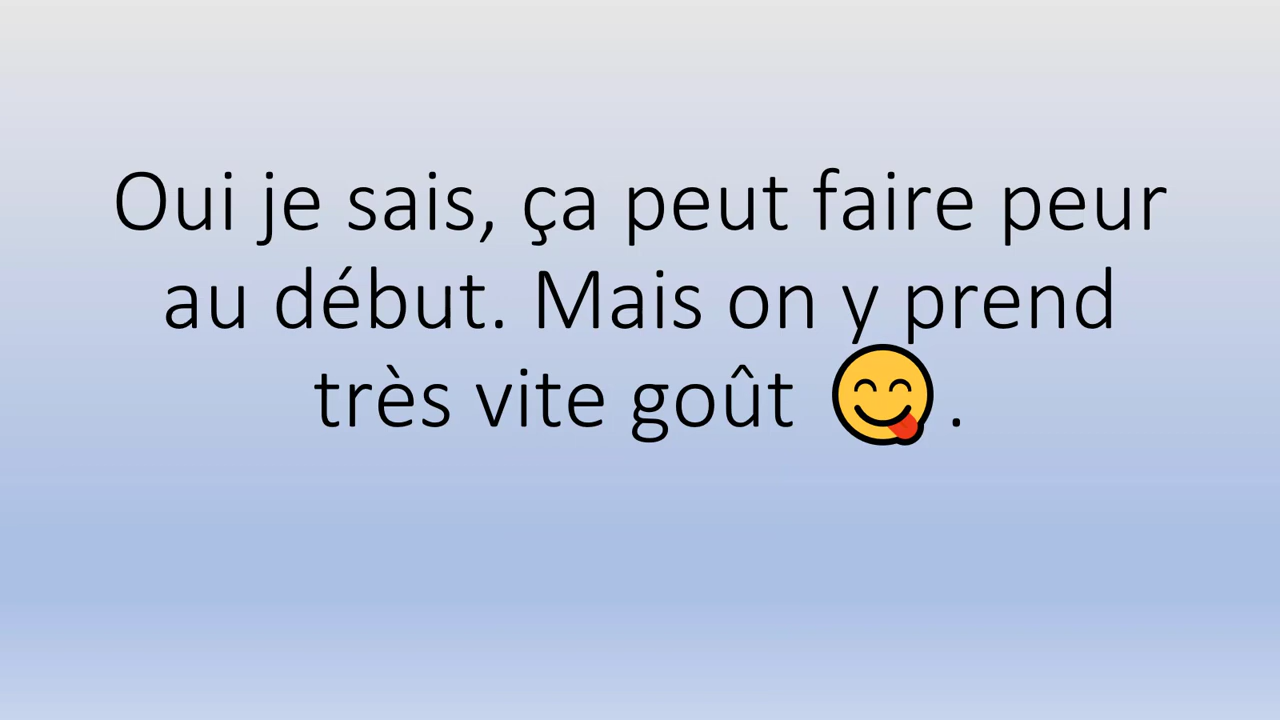 Oui je sais, ça peut faire peur
au début. Mais on y prend
très vite goût 😋.